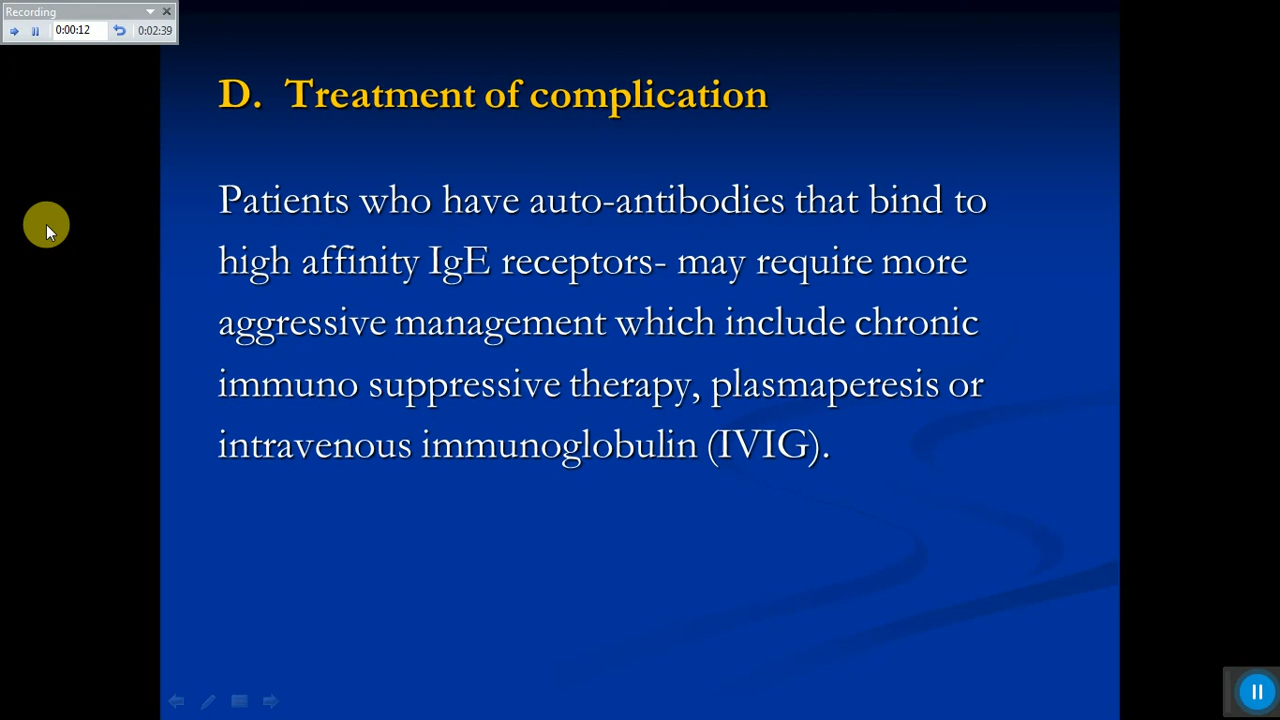 Recording
0:00:12
0:02:39
D. Treatment of complication
Patients who have auto-antibodies that bind to
high affinity IgE receptors- may require more
aggressive management which include chronic
immuno suppressive therapy, plasmaperesis or
intravenous immunoglobulin (IVIG).